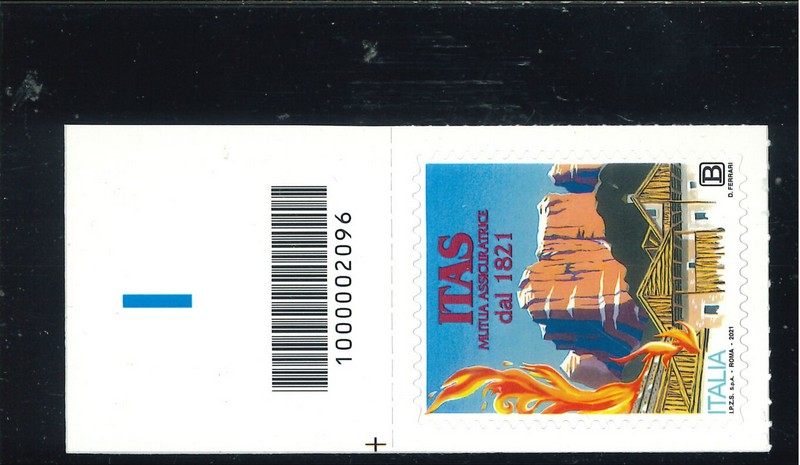 1000002096
ITAS
MUTUA ASSICURATRICE
dal 1821
B
D. FERRARI
ITALIA
I.P.Z.S. S.p.A. - ROMA - 2021